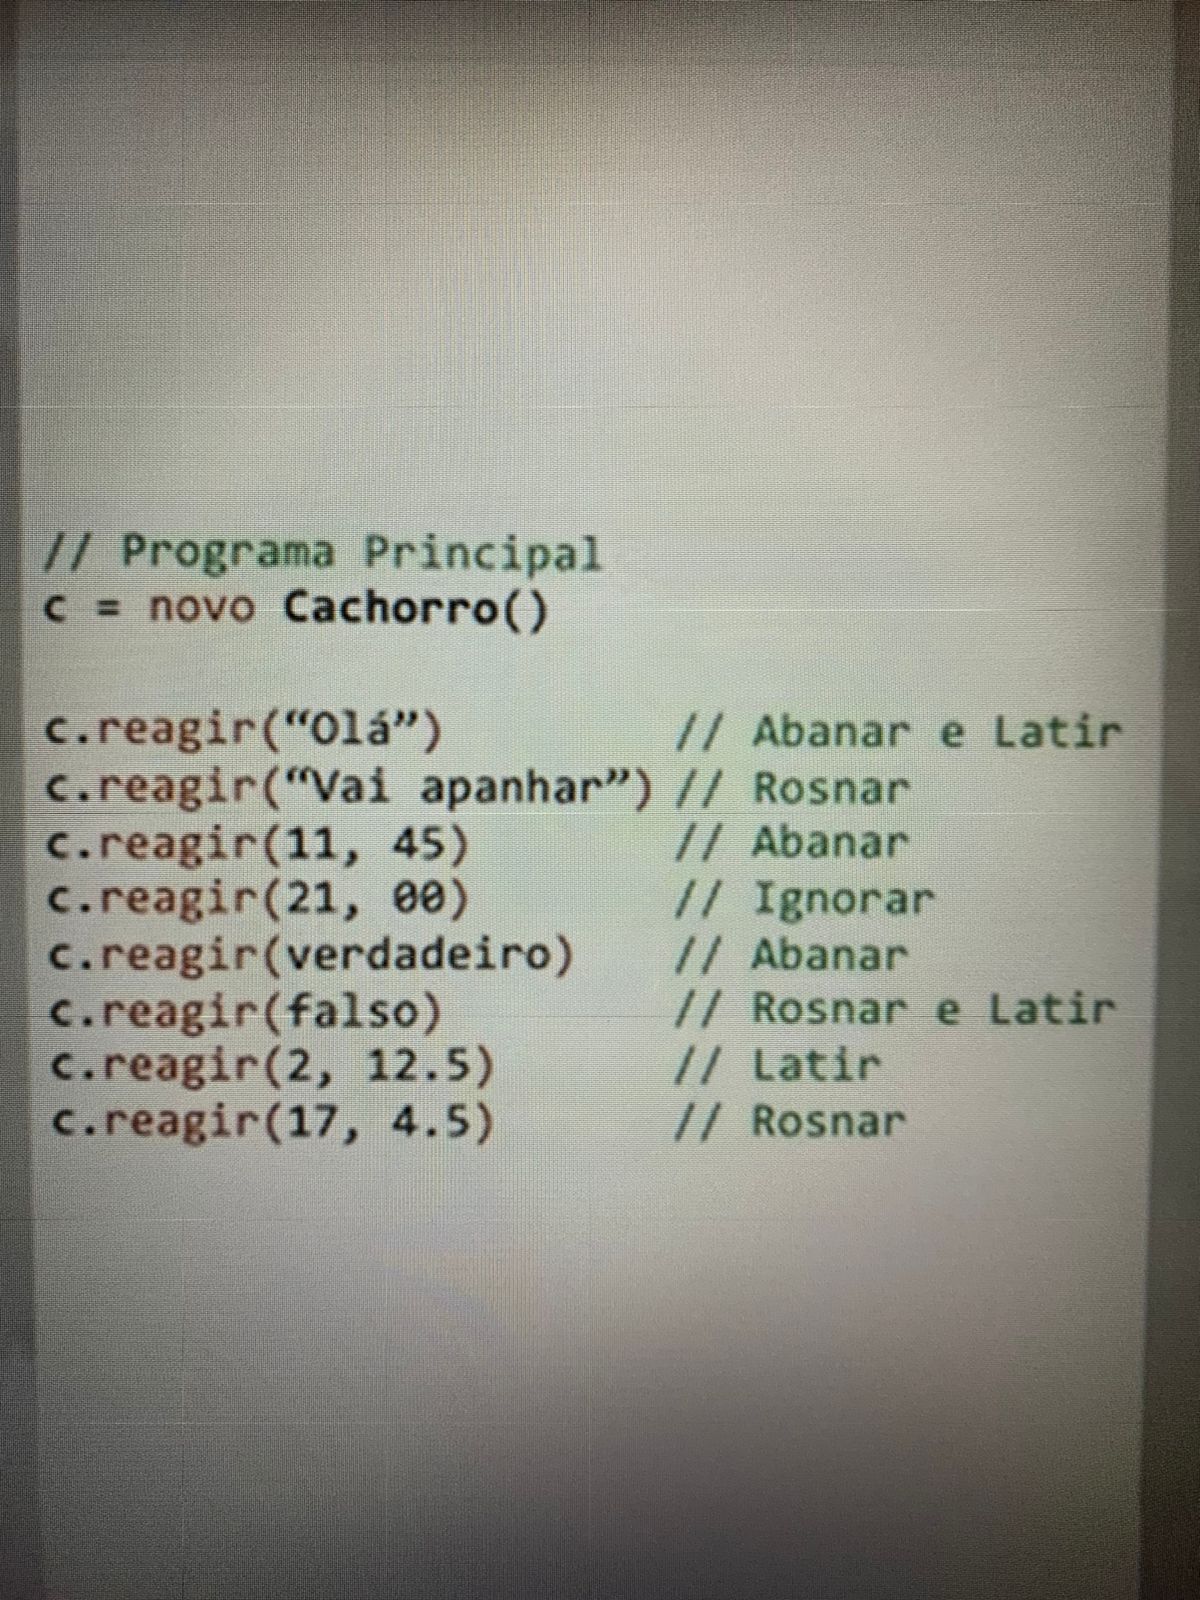 // Programa Principal
c = novo Cachorro()
c.reagir(“Olá”) // Abanar e Latir
c.reagir(“Vai apanhar”) // Rosnar
c.reagir(11, 45) // Abanar
c.reagir(21, 00) // Ignorar
c.reagir(verdadeiro) // Abanar
c.reagir(falso) // Rosnar e Latir
c.reagir(2, 12.5) // Latir
c.reagir(17, 4.5) // Rosnar